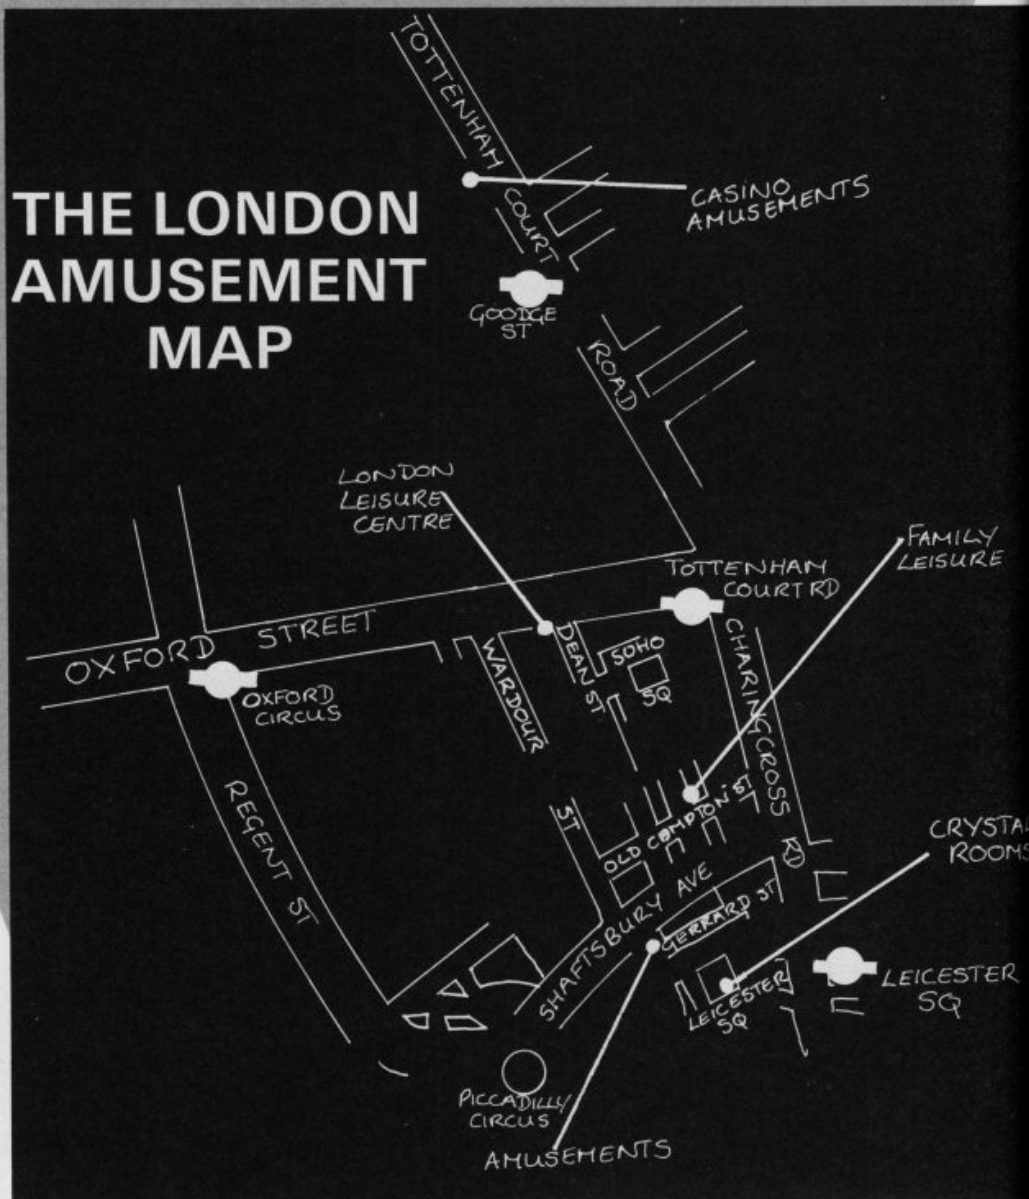 THE LONDON
AMUSEMENT
MAP
TOTTENHAM
COURT
ROAD
CASINO
AMUSEMENTS
GOODGE
ST
LONDON
LEISURE
CENTRE
FAMILY
LEISURE
TOTTENHAM
COURT RD
OXFORD STREET
OXFORD
CIRCUS
WARDOUR
ST
DEAN ST
SOHO
SQ
CHARING CROSS
RD
REGENT ST
OLD COMPTON ST
SHAFTSBURY AVE
GERRARD ST
CRYSTA
ROOMS
LEICESTER
SQ
LEICESTER
SQ
PICCADILLY
CIRCUS
AMUSEMENTS